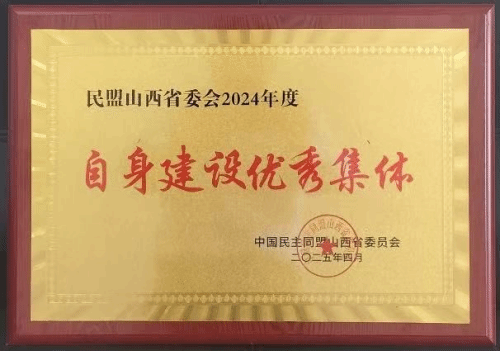 民盟山西省委会2024年度
自身建设优秀集体
中国民主同盟山西省委员会
二〇二五年四月